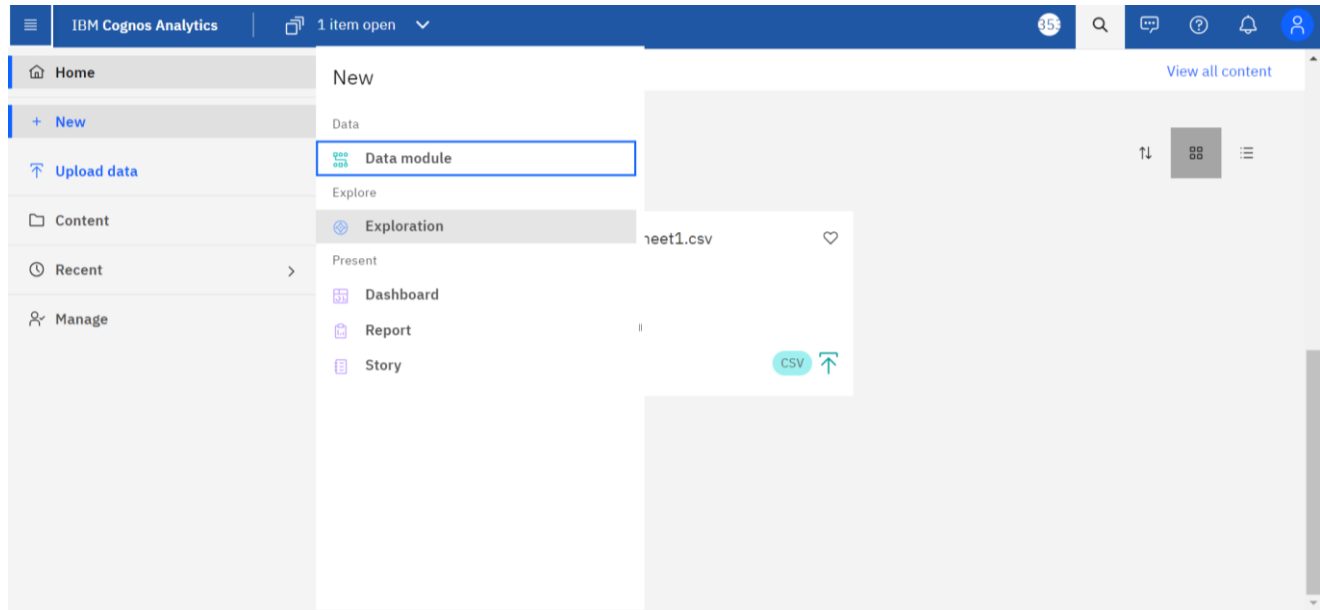 IBM Cognos Analytics
1 item open
353
Home
New
Upload data
Content
Recent
Manage
New
Data
Data module
Explore
Exploration
Present
Dashboard
Report
Story
View all content
heet1.csv
CSV